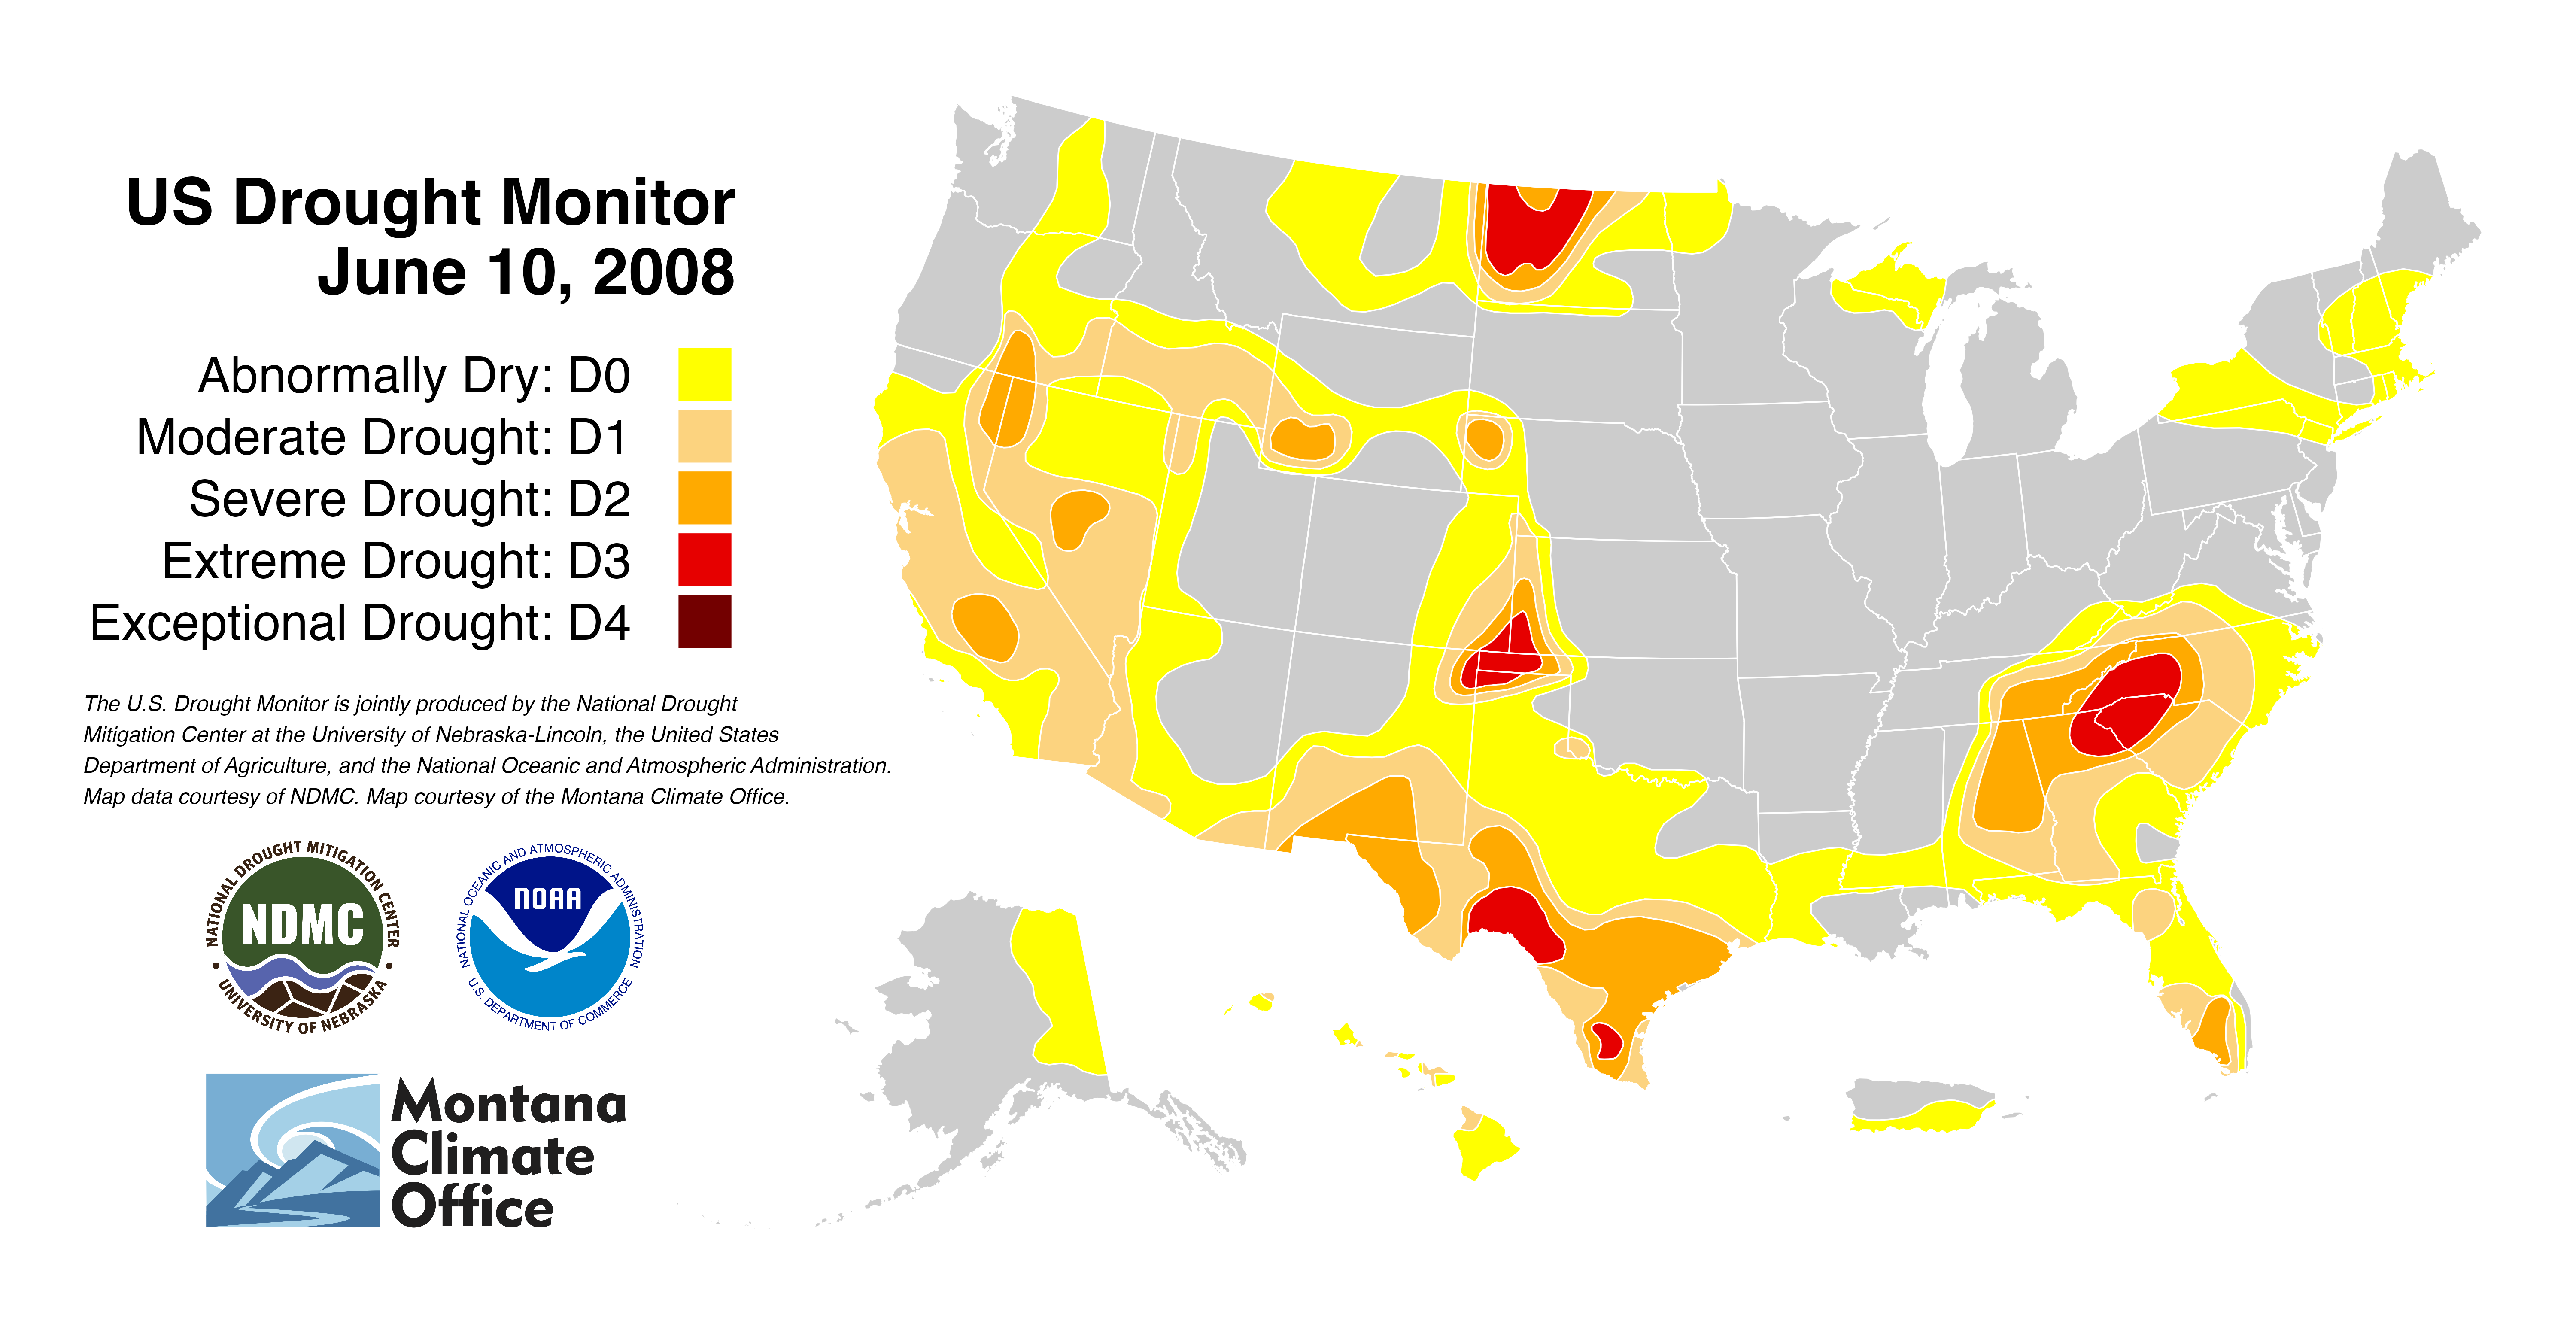 US Drought Monitor
June 10, 2008
Abnormally Dry: D0
Moderate Drought: D1
Severe Drought: D2
Extreme Drought: D3
Exceptional Drought: D4
The U.S. Drought Monitor is jointly produced by the National Drought
Mitigation Center at the University of Nebraska-Lincoln, the United States
Department of Agriculture, and the National Oceanic and Atmospheric Administration.
Map data courtesy of NDMC. Map courtesy of the Montana Climate Office.
NATIONAL DROUGHT MITIGATION CENTER
NDMC
• UNIVERSITY OF NEBRASKA •
NATIONAL OCEANIC AND ATMOSPHERIC ADMINISTRATION
NOAA
U.S. DEPARTMENT OF COMMERCE
Montana
Climate
Office